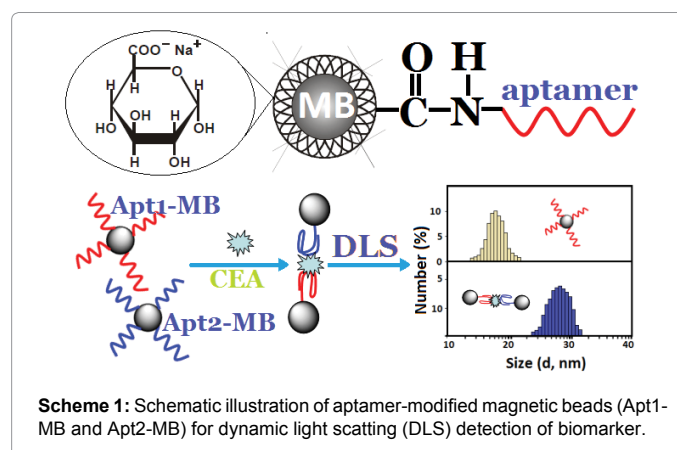 COO⁻ Na⁺
H
O
H
H
H
OH
HO
OH
H
OH
MB
O
C
H
N
aptamer
Apt1-MB
CEA
DLS
Apt2-MB
Number (%)
10
5
0
10
10
20
30
40
Size (d, nm)
Scheme 1: Schematic illustration of aptamer-modified magnetic beads (Apt1-
MB and Apt2-MB) for dynamic light scatting (DLS) detection of biomarker.